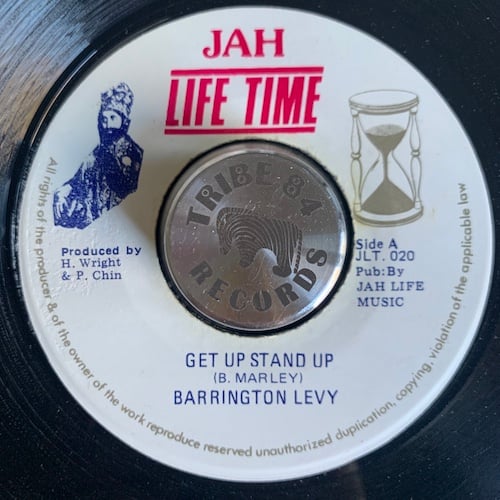 JAH
LIFE TIME
TRIBE 84
RECORDS
Produced by
H. Wright
& P. Chin
Side A
JLT. 020
Pub:By
JAH LIFE
MUSIC
GET UP STAND UP
(B. MARLEY)
BARRINGTON LEVY
All rights of the producer & of the owner of the work reproduce reserved unauthorized duplication, copying, violation of the applicable law